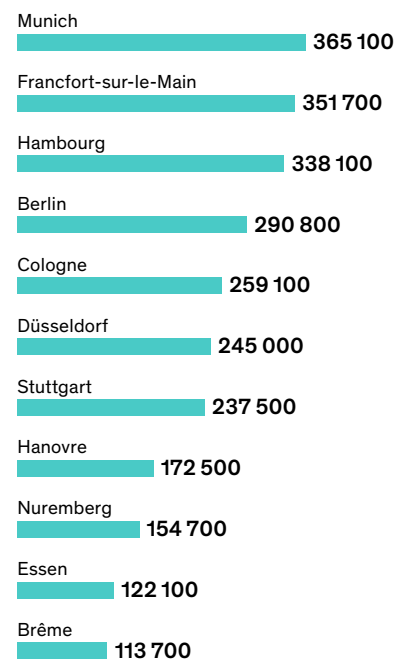 Munich
365 100
Francfort-sur-le-Main
351 700
Hambourg
338 100
Berlin
290 800
Cologne
259 100
Düsseldorf
245 000
Stuttgart
237 500
Hanovre
172 500
Nuremberg
154 700
Essen
122 100
Brême
113 700